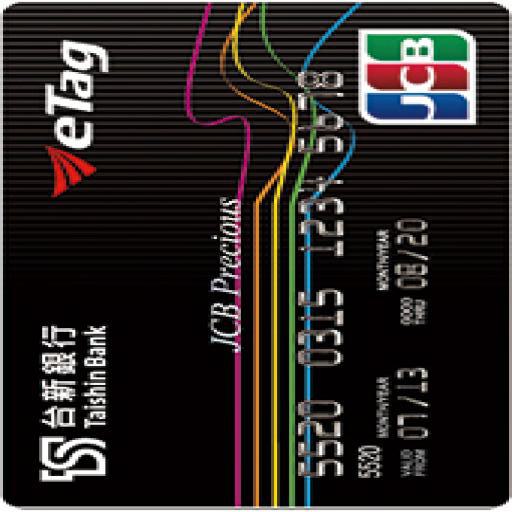 台新銀行
Taishin Bank
eTag
JCB Precious
5520 0315 1234 5678
5520
VALID FROM
MONTH/YEAR
07/13
GOOD THRU
MONTH/YEAR
08/20
JCB